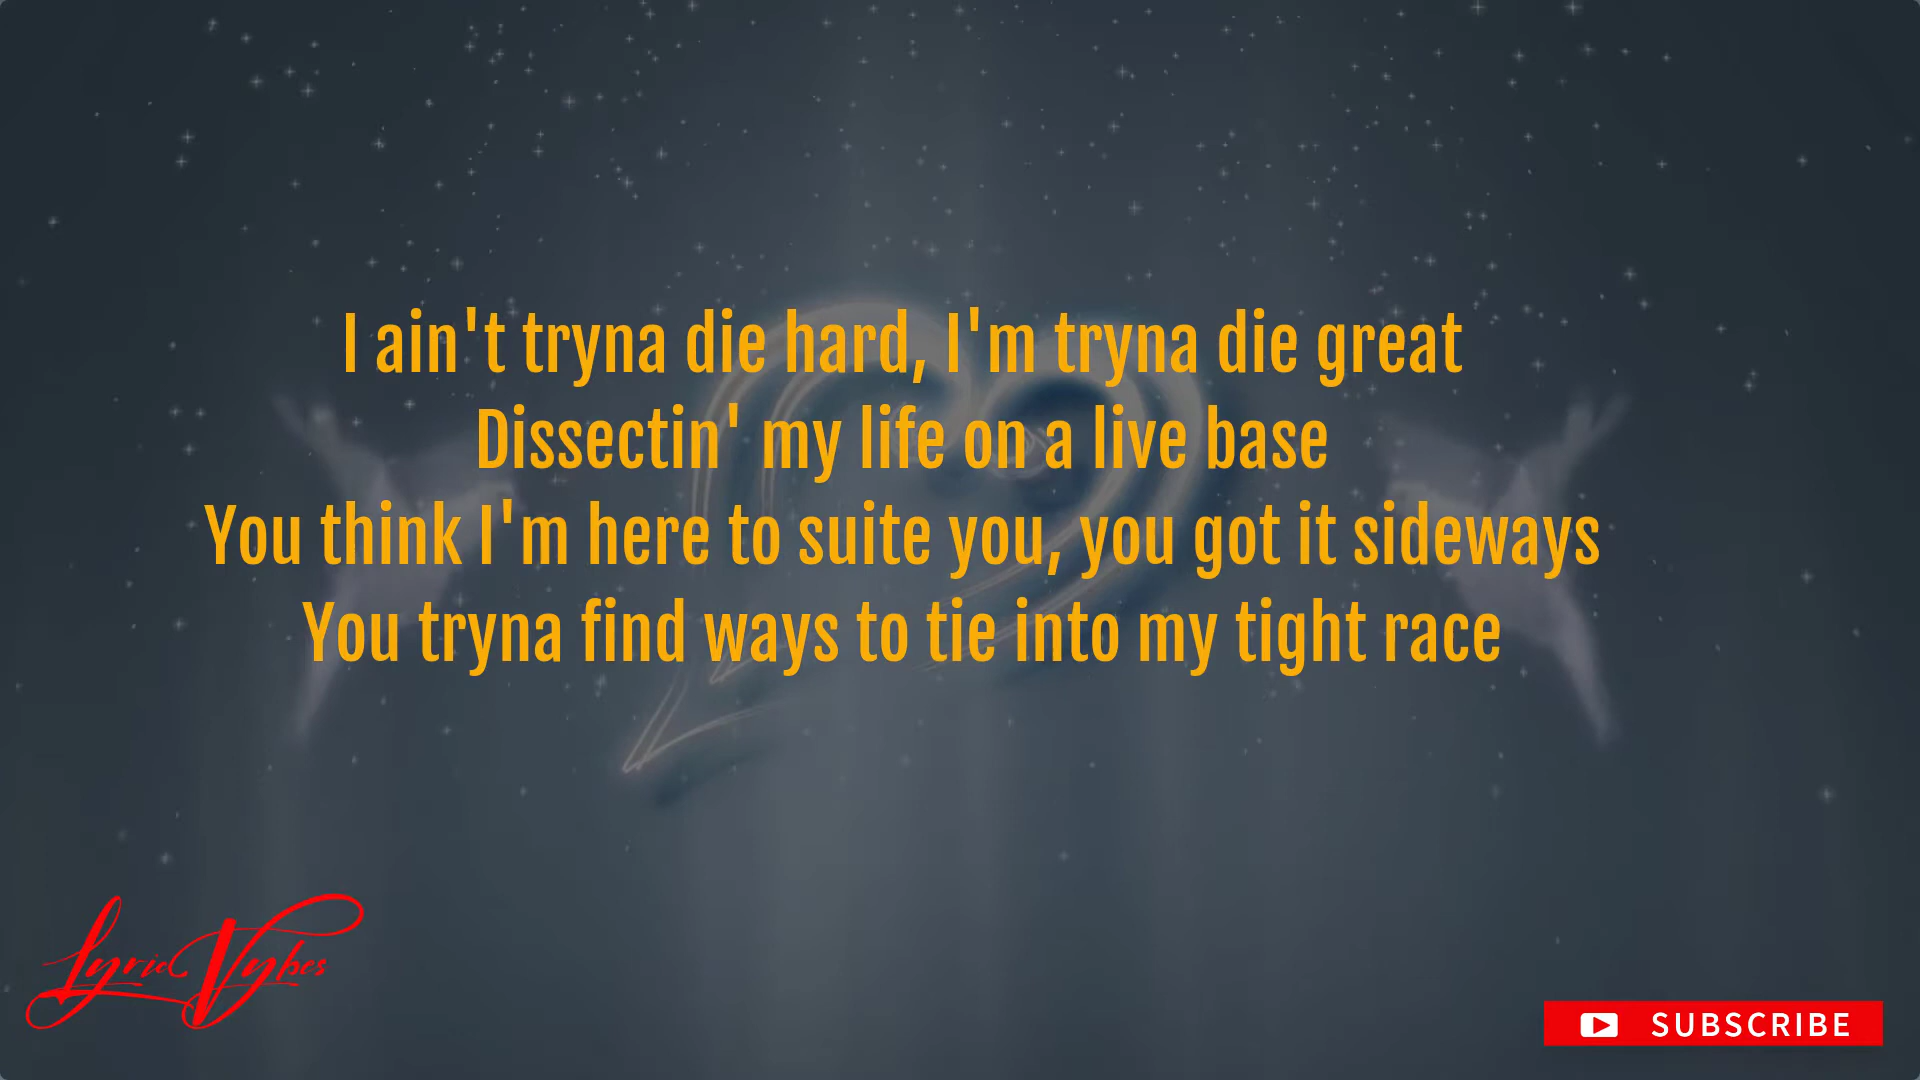 I ain't tryna die hard, I'm tryna die great
Dissectin' my life on a live base
You think I'm here to suite you, you got it sideways
You tryna find ways to tie into my tight race
Lyric Vybes
SUBSCRIBE